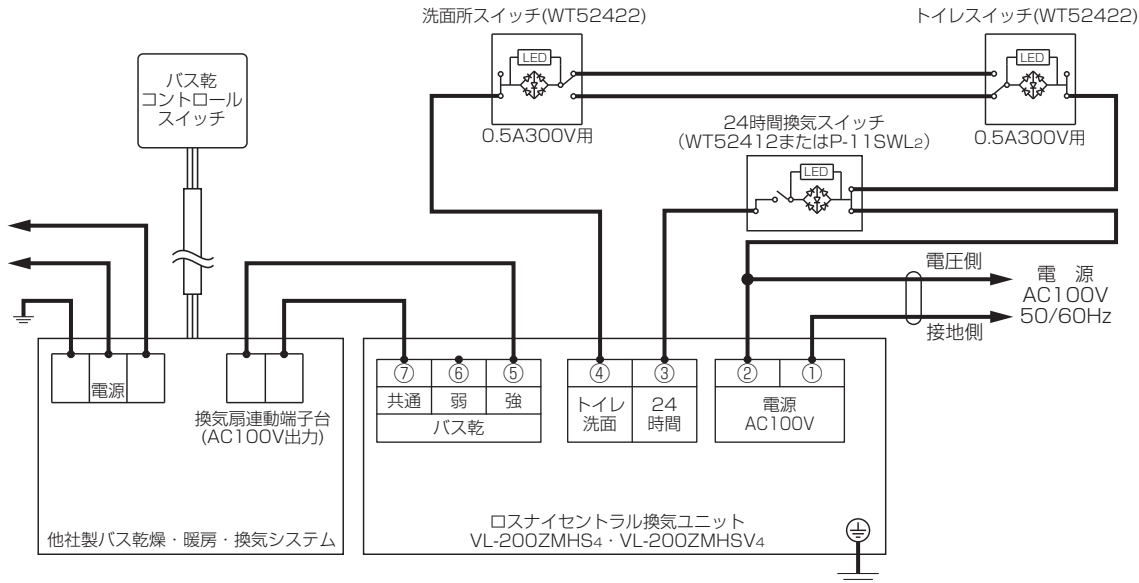 洗面所スイッチ(WT52422)
トイレスイッチ(WT52422)
LED
LED
0.5A300V用
0.5A300V用
バス乾
コントロール
スイッチ
24時間換気スイッチ
(WT52412またはP-11SWL2)
LED
電圧側
接地側
電 源
AC100V
50/60Hz
電源
換気扇連動端子台
(AC100V出力)
他社製バス乾燥・暖房・換気システム
⑦ ⑥ ⑤ ④ ③ ② ①
共通 弱 強
バス乾
トイレ
洗面
24
時間
電源
AC100V
ロスナイセントラル換気ユニット
VL-200ZMHS4・VL-200ZMHSV4